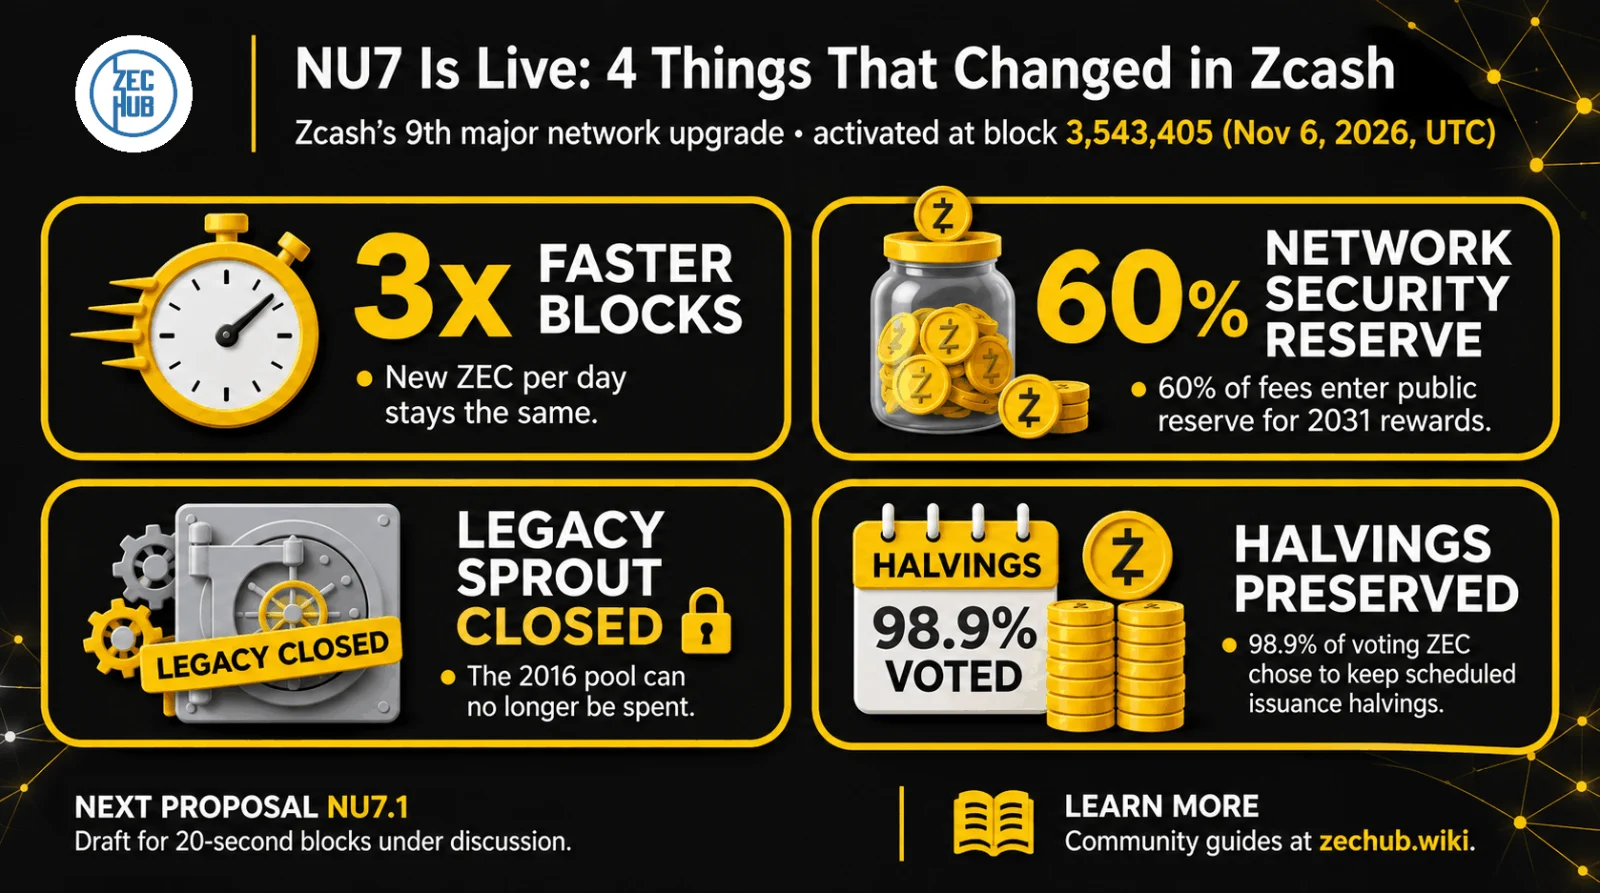 ZEC
HUB
NU7 Is Live: 4 Things That Changed in Zcash
Zcash's 9th major network upgrade • activated at block 3,543,405 (Nov 6, 2026, UTC)
3x
FASTER
BLOCKS
• New ZEC per day
stays the same.
60%
NETWORK
SECURITY
RESERVE
• 60% of fees enter public
reserve for 2031 rewards.
LEGACY CLOSED
LEGACY
SPROUT
CLOSED
• The 2016 pool can
no longer be spent.
HALVINGS
98.9%
VOTED
HALVINGS
PRESERVED
• 98.9% of voting ZEC
chose to keep scheduled
issuance halvings.
NEXT PROPOSAL NU7.1
Draft for 20-second blocks under discussion.
LEARN MORE
Community guides at zechub.wiki.